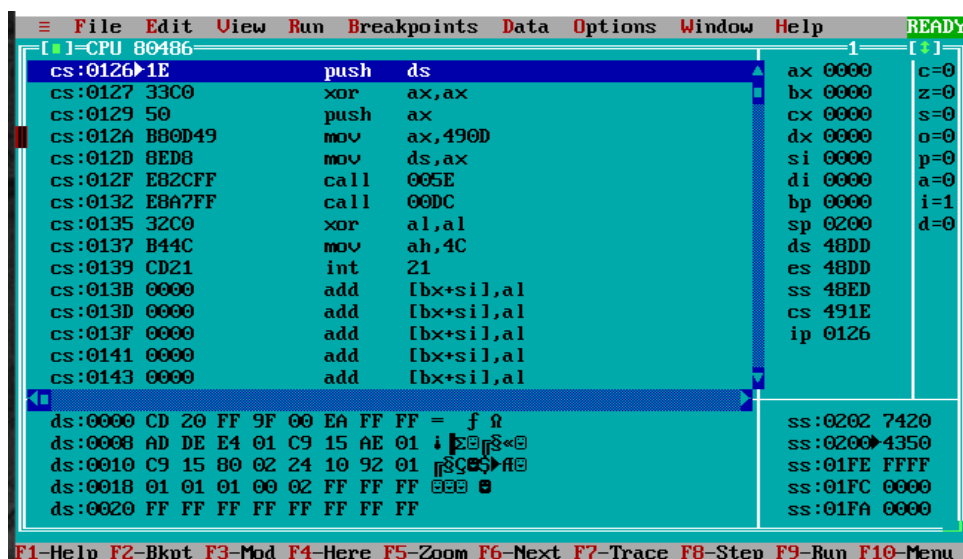 ≡ File Edit View Run Breakpoints Data Options Window Help READY
[■]=CPU 80486 1 [↕]
cs:0126►1E push ds ax 0000 c=0
cs:0127 33C0 xor ax,ax bx 0000 z=0
cs:0129 50 push ax cx 0000 s=0
cs:012A B80D49 mov ax,490D dx 0000 o=0
cs:012D 8ED8 mov ds,ax si 0000 p=0
cs:012F E82CFF call 005E di 0000 a=0
cs:0132 E8A7FF call 00DC bp 0000 i=1
cs:0135 32C0 xor al,al sp 0200 d=0
cs:0137 B44C mov ah,4C ds 48DD
cs:0139 CD21 int 21 es 48DD
cs:013B 0000 add [bx+si],al ss 48ED
cs:013D 0000 add [bx+si],al cs 491E
cs:013F 0000 add [bx+si],al ip 0126
cs:0141 0000 add [bx+si],al
cs:0143 0000 add [bx+si],al
ds:0000 CD 20 FF 9F 00 EA FF FF = ƒ Ω ss:0202 7420
ds:0008 AD DE E4 01 C9 15 AE 01 ss:0200►4350
ds:0010 C9 15 80 02 24 10 92 01 ss:01FE FFFF
ds:0018 01 01 01 00 02 FF FF FF ss:01FC 0000
ds:0020 FF FF FF FF FF FF FF FF ss:01FA 0000
F1-Help F2-Bkpt F3-Mod F4-Here F5-Zoom F6-Next F7-Trace F8-Step F9-Run F10-Menu